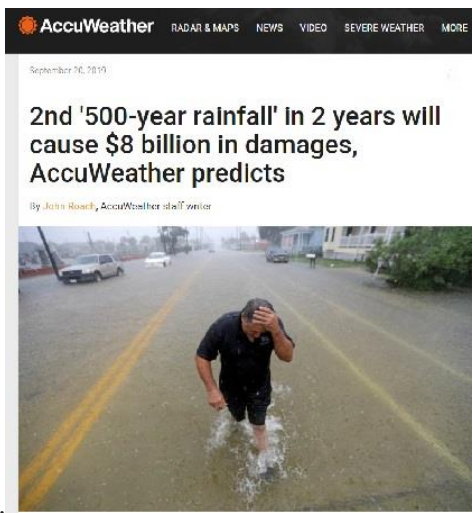 AccuWeather RADAR & MAPS NEWS VIDEO SEVERE WEATHER MORE
September 20, 2019
2nd '500-year rainfall' in 2 years will
cause $8 billion in damages,
AccuWeather predicts
By John Roach, AccuWeather staff writer